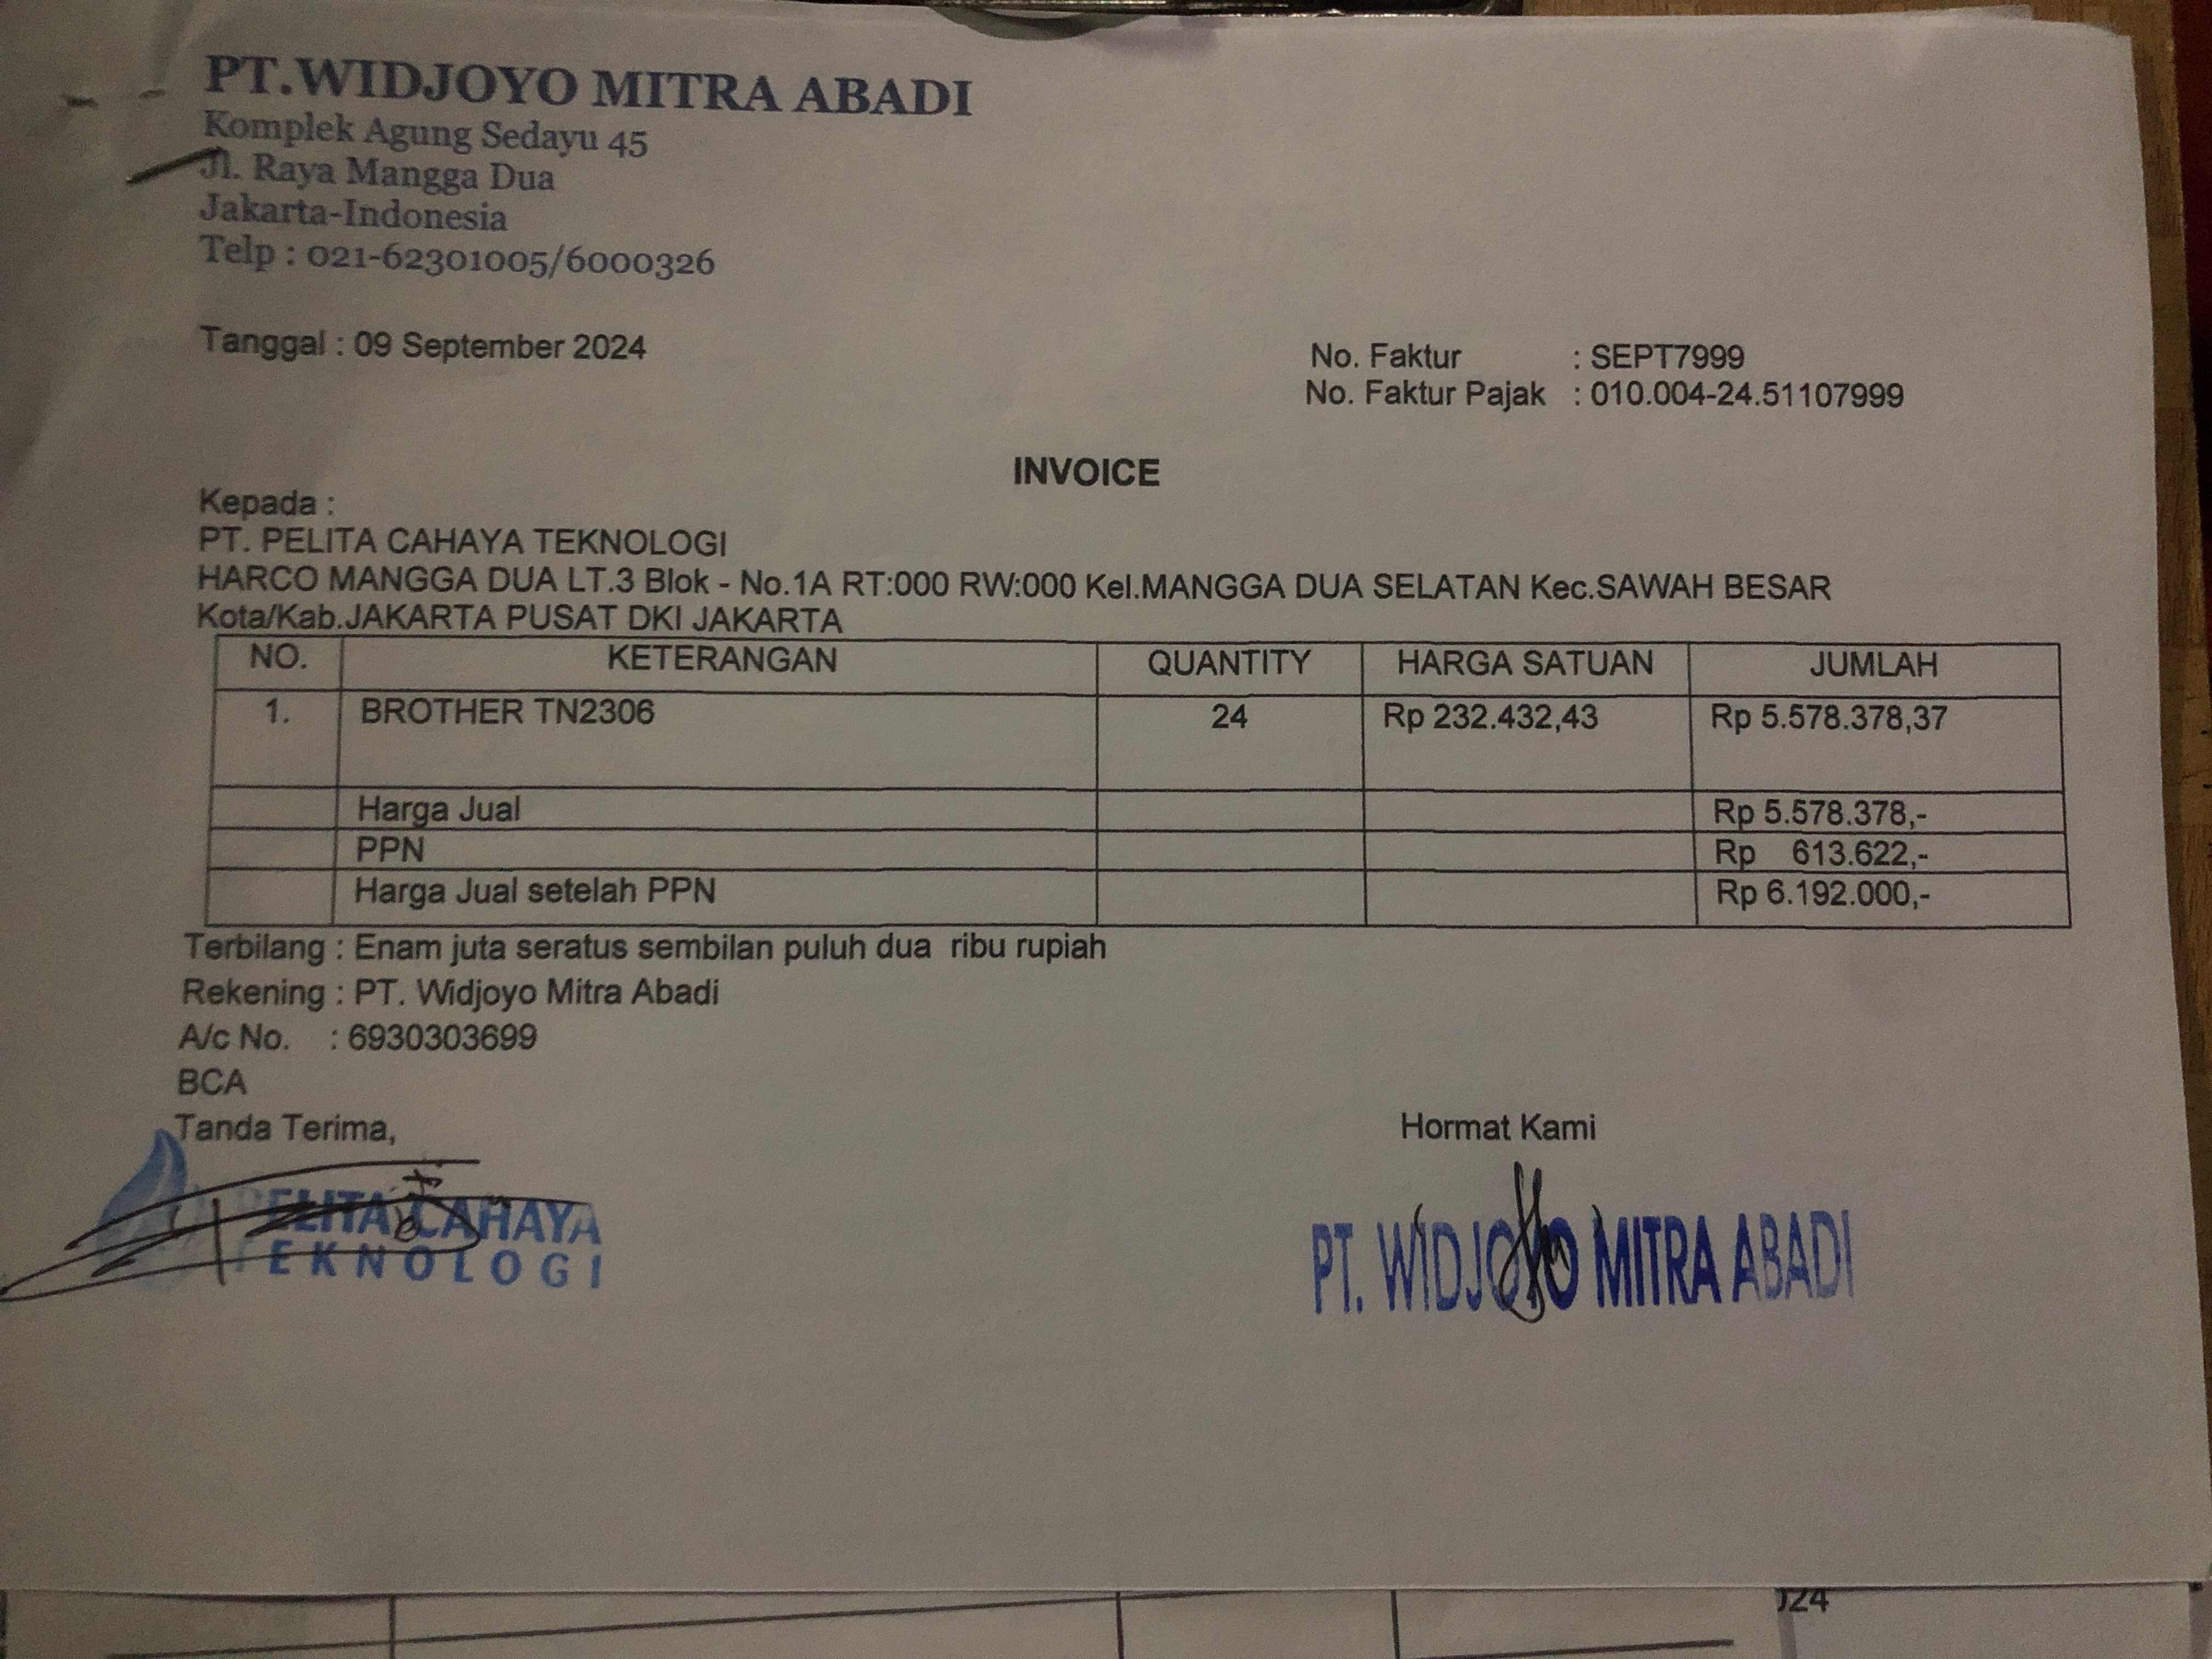 PT.WIDJOYO MITRA ABADI
Komplek Agung Sedayu 45
Jl. Raya Mangga Dua
Jakarta-Indonesia
Telp : 021-62301005/6000326
Tanggal : 09 September 2024
No. Faktur : SEPT7999
No. Faktur Pajak : 010.004-24.51107999
INVOICE
Kepada :
PT. PELITA CAHAYA TEKNOLOGI
HARCO MANGGA DUA LT.3 Blok - No.1A RT:000 RW:000 Kel.MANGGA DUA SELATAN Kec.SAWAH BESAR
Kota/Kab.JAKARTA PUSAT DKI JAKARTA
NO. KETERANGAN QUANTITY HARGA SATUAN JUMLAH
1. BROTHER TN2306 24 Rp 232.432,43 Rp 5.578.378,37
Harga Jual Rp 5.578.378,-
PPN Rp 613.622,-
Harga Jual setelah PPN Rp 6.192.000,-
Terbilang : Enam juta seratus sembilan puluh dua ribu rupiah
Rekening : PT. Widjoyo Mitra Abadi
A/c No. : 6930303699
BCA
Tanda Terima, Hormat Kami
PELITA CAHAYA
TEKNOLOGI
PT. WIDJOYO MITRA ABADI